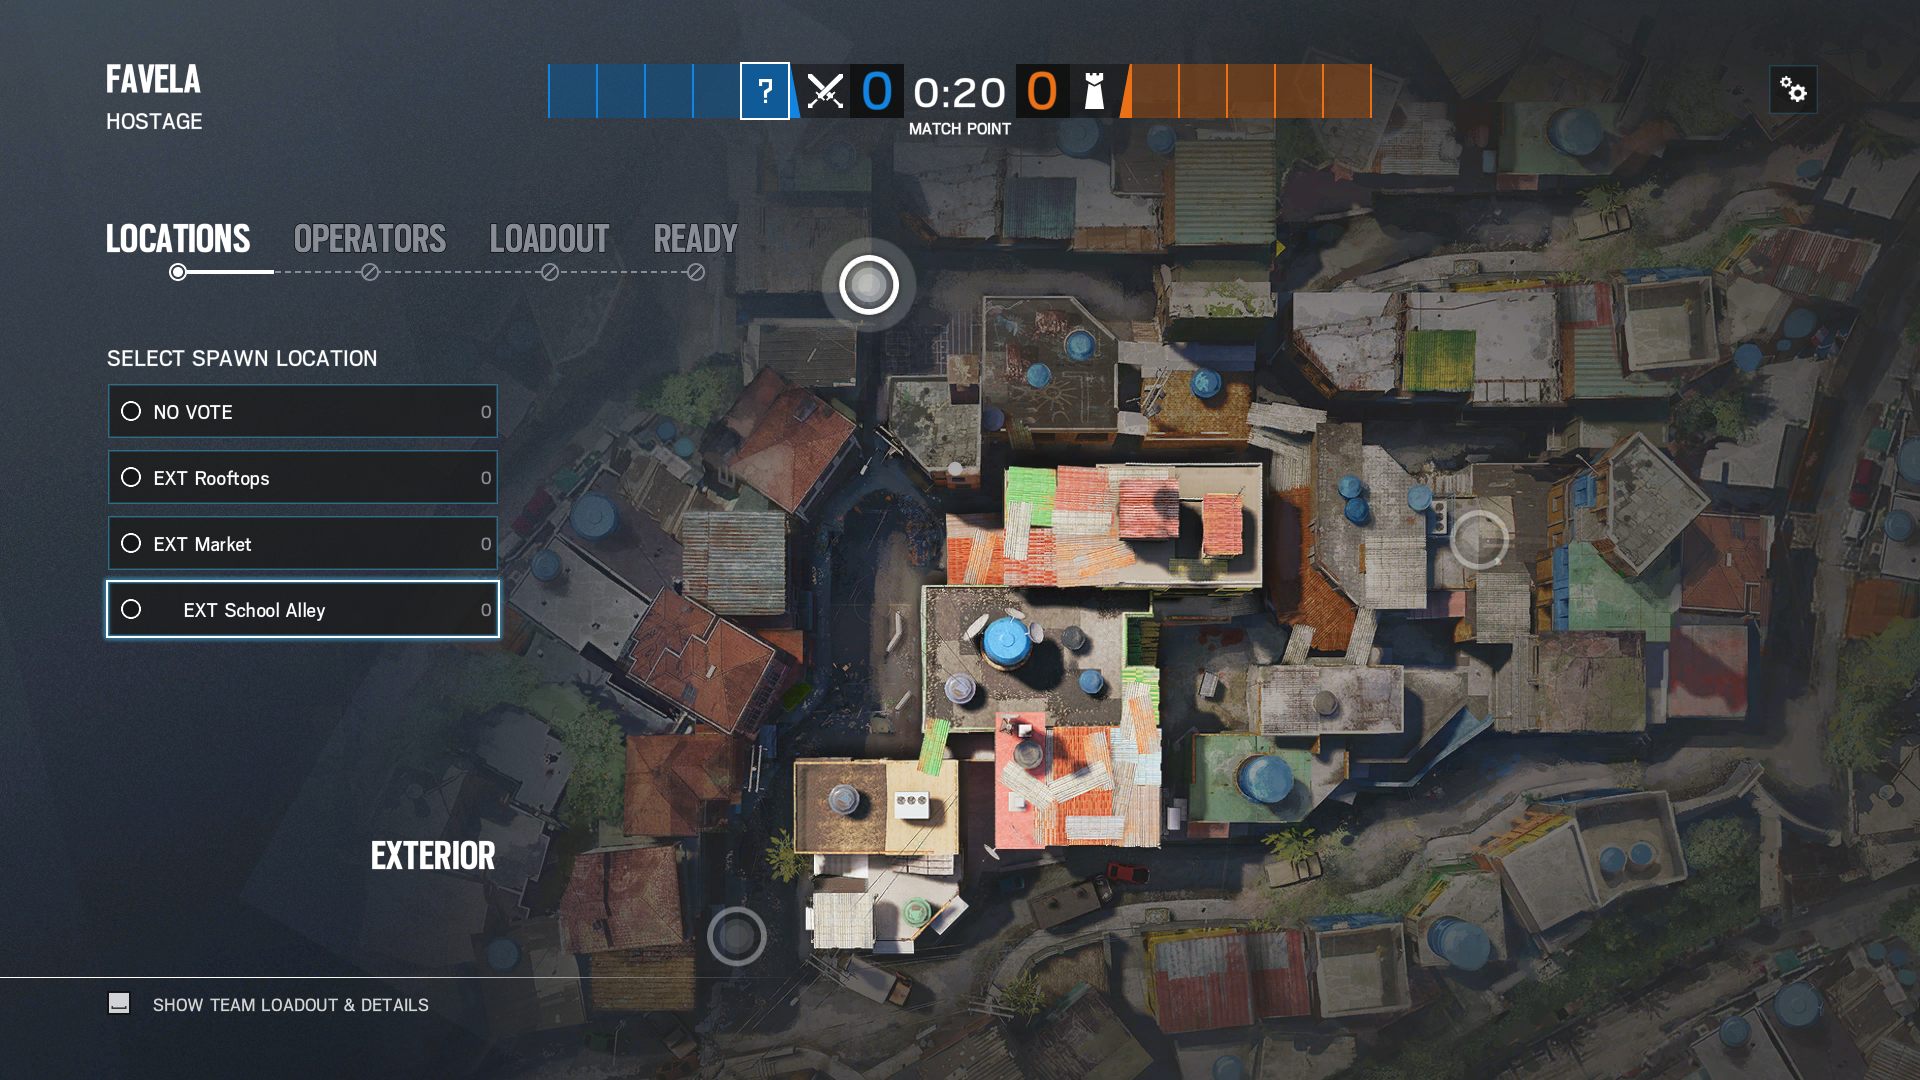 FAVELA
HOSTAGE
?
0
0:20
0
MATCH POINT
LOCATIONS
OPERATORS
LOADOUT
READY
SELECT SPAWN LOCATION
NO VOTE 0
EXT Rooftops 0
EXT Market 0
EXT School Alley 0
EXTERIOR
SHOW TEAM LOADOUT & DETAILS